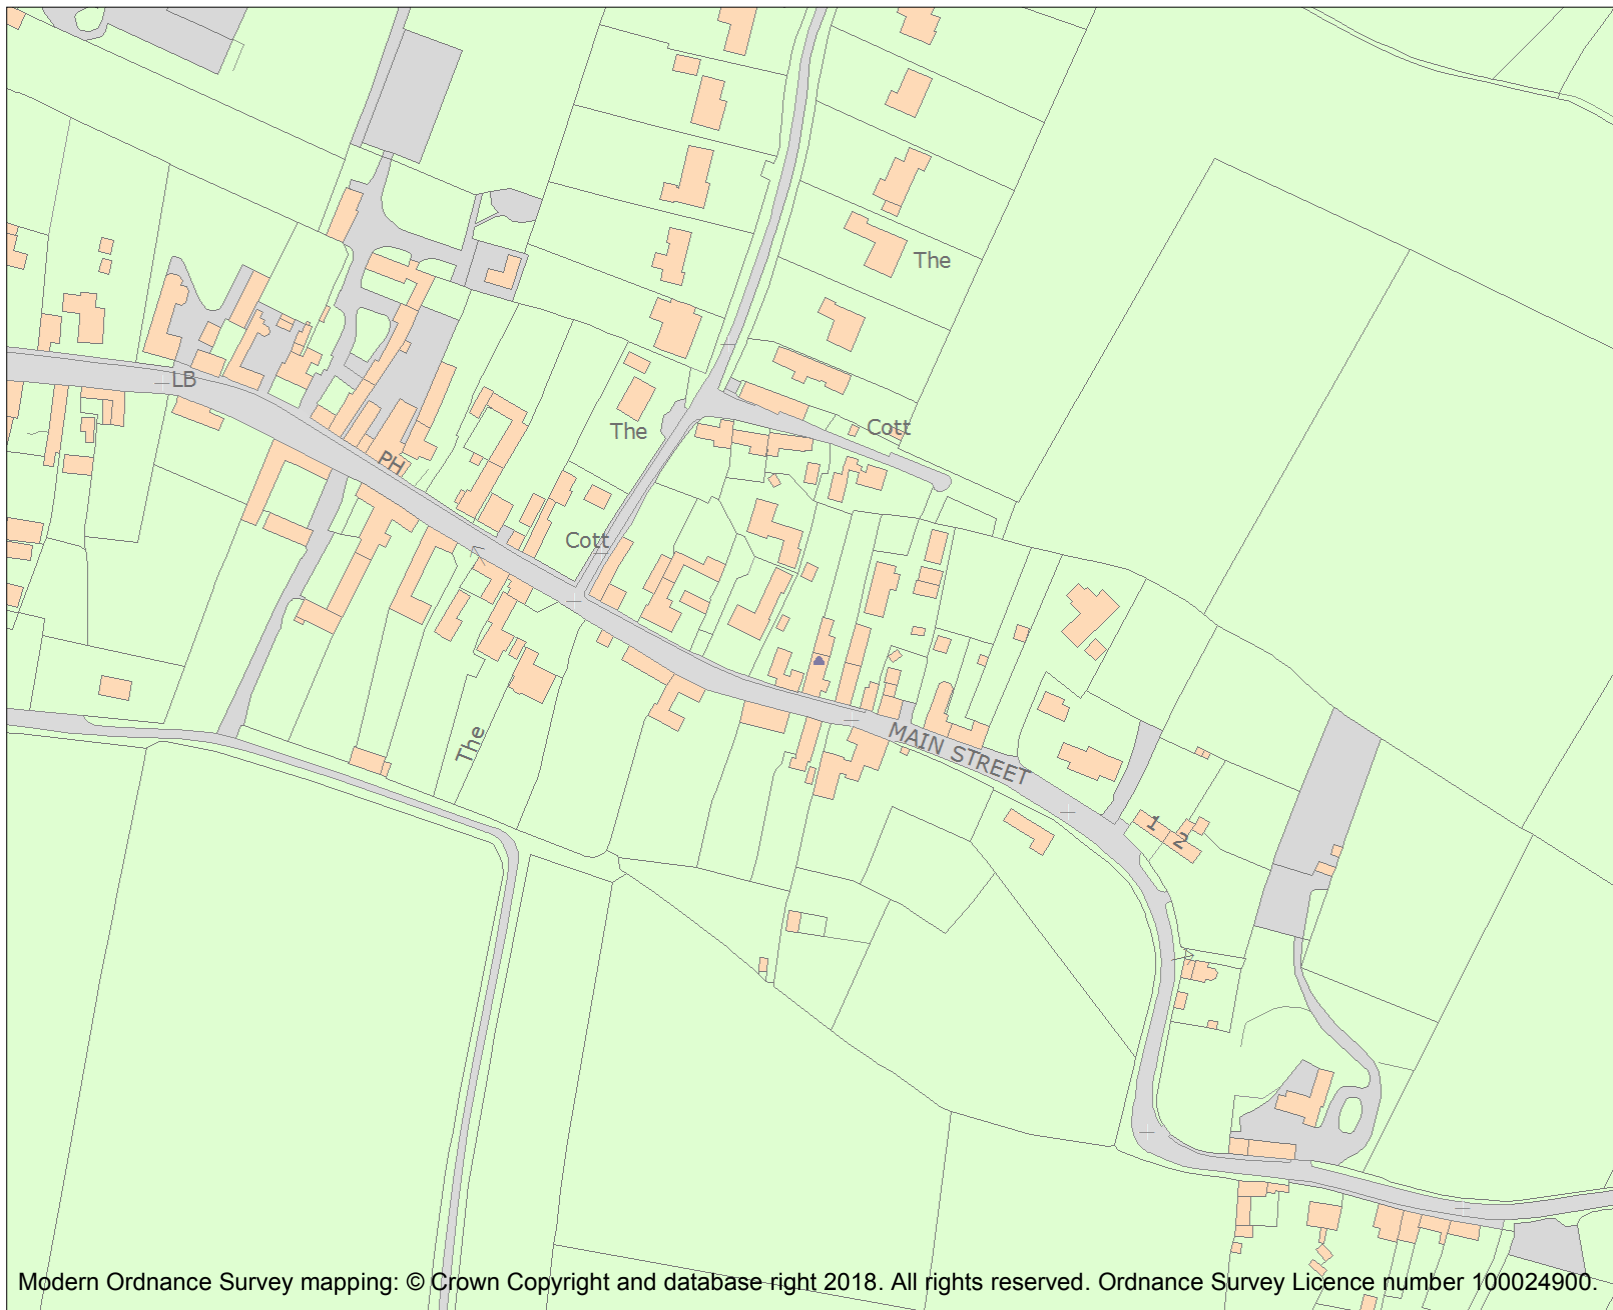 The
LB
Cott
The
PH
Cott
MAIN STREET
The
1
2
Modern Ordnance Survey mapping: © Crown Copyright and database right 2018. All rights reserved. Ordnance Survey Licence number 100024900.